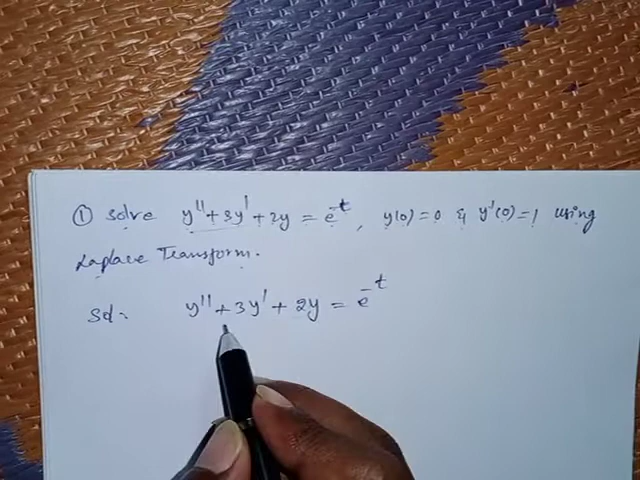 ① Solve y'' + 3y' + 2y = e^-t, y(0)=0 & y'(0)=1 using
Laplace Transform.
Sol: y'' + 3y' + 2y = e^-t